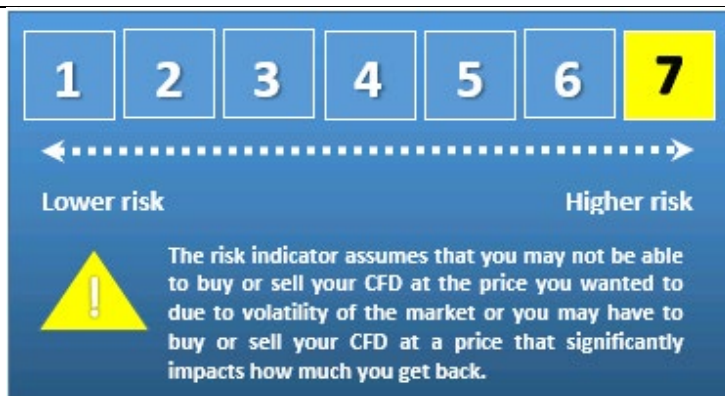 1 2 3 4 5 6 7
Lower risk Higher risk
! The risk indicator assumes that you may not be able
to buy or sell your CFD at the price you wanted to
due to volatility of the market or you may have to
buy or sell your CFD at a price that significantly
impacts how much you get back.